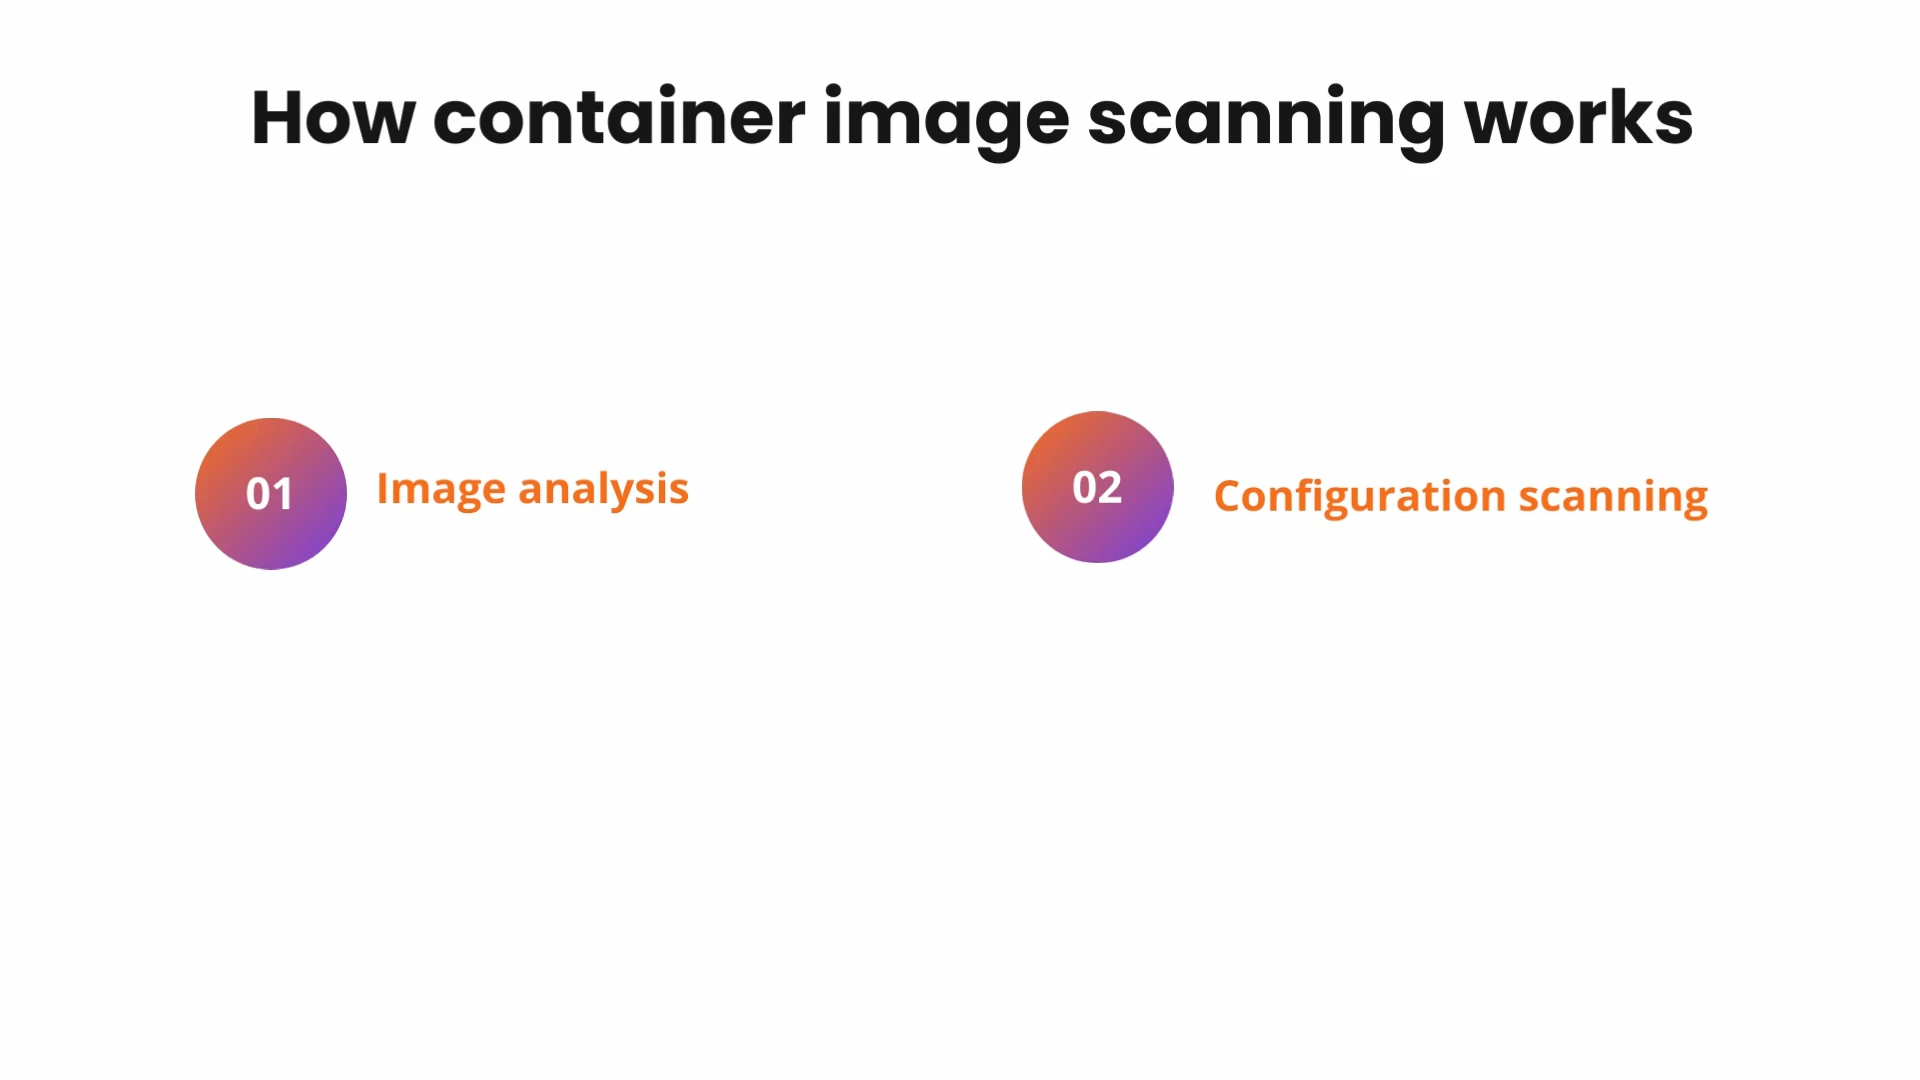 How container image scanning works
01
Image analysis
02
Configuration scanning